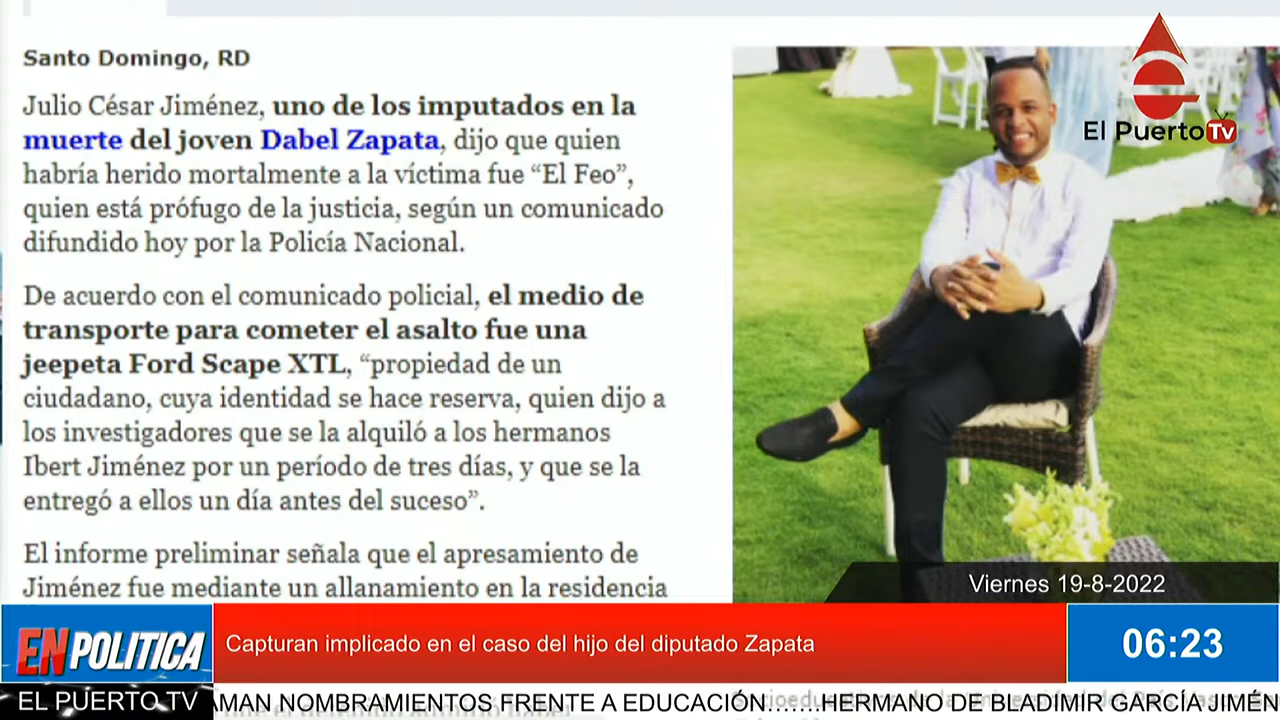 Santo Domingo, RD
Julio César Jiménez, uno de los imputados en la
muerte del joven Dabel Zapata, dijo que quien
habría herido mortalmente a la víctima fue “El Feo”,
quien está prófugo de la justicia, según un comunicado
difundido hoy por la Policía Nacional.
De acuerdo con el comunicado policial, el medio de
transporte para cometer el asalto fue una
jeepeta Ford Scape XTL, “propiedad de un
ciudadano, cuya identidad se hace reserva, quien dijo a
los investigadores que se la alquiló a los hermanos
Ibert Jiménez por un período de tres días, y que se la
entregó a ellos un día antes del suceso”.
El informe preliminar señala que el apresamiento de
Jiménez fue mediante un allanamiento en la residencia
El Puerto Tv
Viernes 19-8-2022
EN POLITICA
Capturan implicado en el caso del hijo del diputado Zapata
06:23
EL PUERTO TV
AMAN NOMBRAMIENTOS FRENTE A EDUCACIÓN.......HERMANO DE BLADIMIR GARCÍA JIMÉN